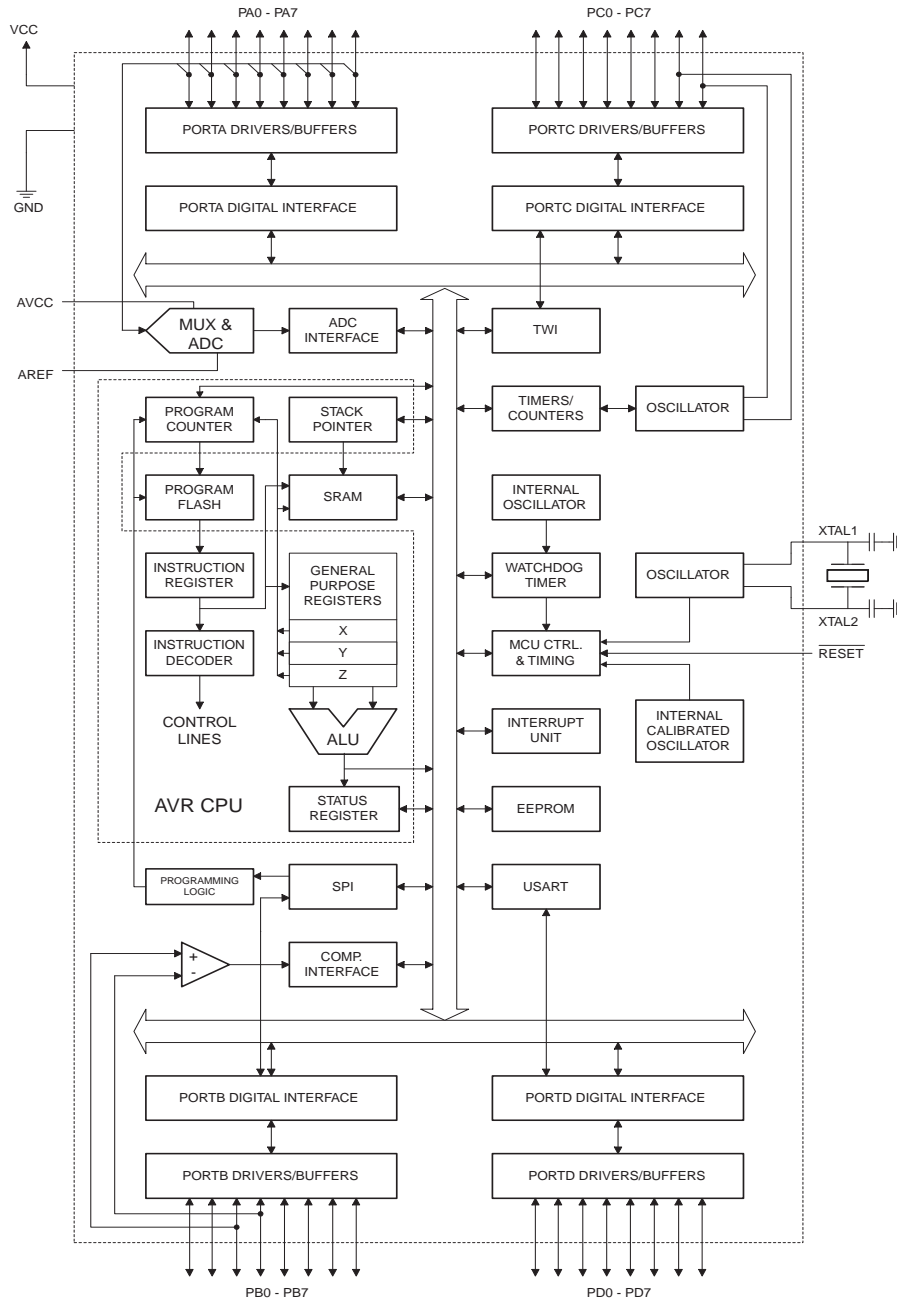 PA0 - PA7
PC0 - PC7
VCC
PORTA DRIVERS/BUFFERS
PORTC DRIVERS/BUFFERS
GND
PORTA DIGITAL INTERFACE
PORTC DIGITAL INTERFACE
AVCC
MUX &
ADC
ADC
INTERFACE
TWI
AREF
PROGRAM
COUNTER
STACK
POINTER
TIMERS/
COUNTERS
OSCILLATOR
PROGRAM
FLASH
SRAM
INTERNAL
OSCILLATOR
XTAL1
INSTRUCTION
REGISTER
GENERAL
PURPOSE
REGISTERS
WATCHDOG
TIMER
OSCILLATOR
XTAL2
INSTRUCTION
DECODER
X
Y
Z
MCU CTRL.
& TIMING
RESET
CONTROL
LINES
ALU
INTERRUPT
UNIT
INTERNAL
CALIBRATED
OSCILLATOR
AVR CPU
STATUS
REGISTER
EEPROM
PROGRAMMING
LOGIC
SPI
USART
+
-
COMP.
INTERFACE
PORTB DIGITAL INTERFACE
PORTD DIGITAL INTERFACE
PORTB DRIVERS/BUFFERS
PORTD DRIVERS/BUFFERS
PB0 - PB7
PD0 - PD7